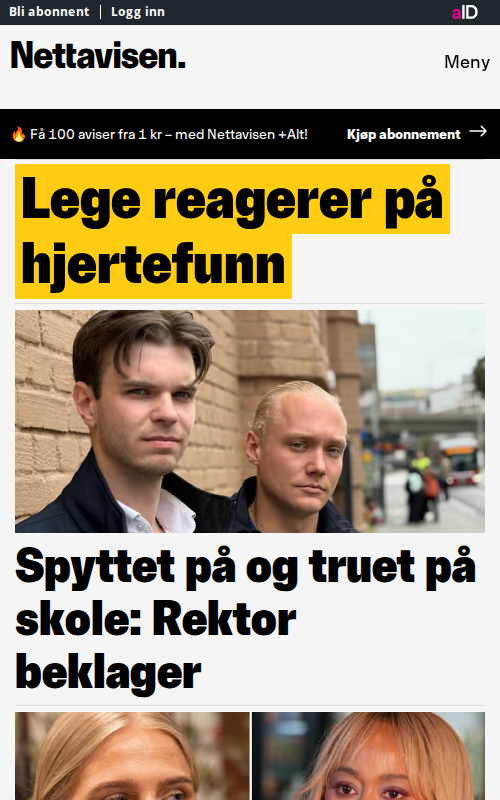 Bli abonnent | Logg inn
aID
Nettavisen.
Meny
🔥 Få 100 aviser fra 1 kr – med Nettavisen +Alt!
Kjøp abonnement →
Lege reagerer på
hjertefunn
Spyttet på og truet på
skole: Rektor
beklager